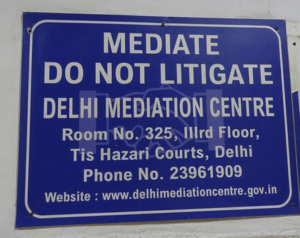 MEDIATE
DO NOT LITIGATE
DELHI MEDIATION CENTRE
Room No. 325, IIIrd Floor,
Tis Hazari Courts, Delhi
Phone No. 23961909
Website : www.delhimediationcentre.gov.in